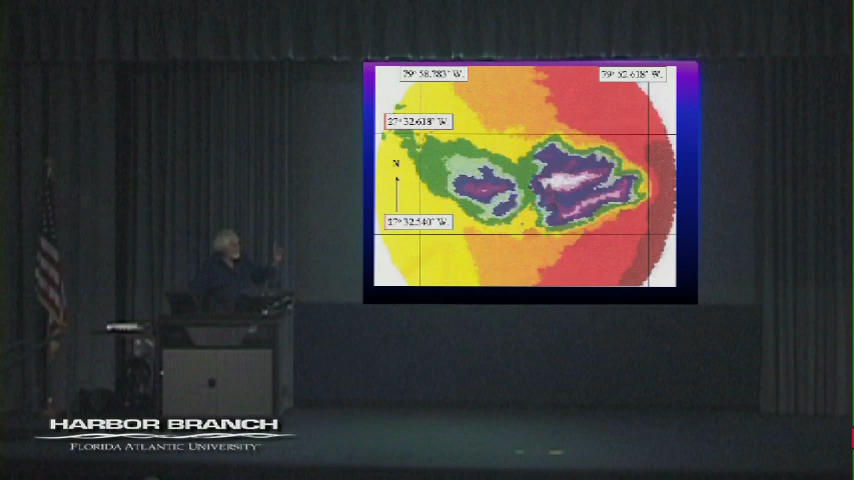 79° 58.783' W.
79° 52.618' W.
27° 32.618' W.
N
27° 32.540' W.
HARBOR BRANCH
FLORIDA ATLANTIC UNIVERSITY